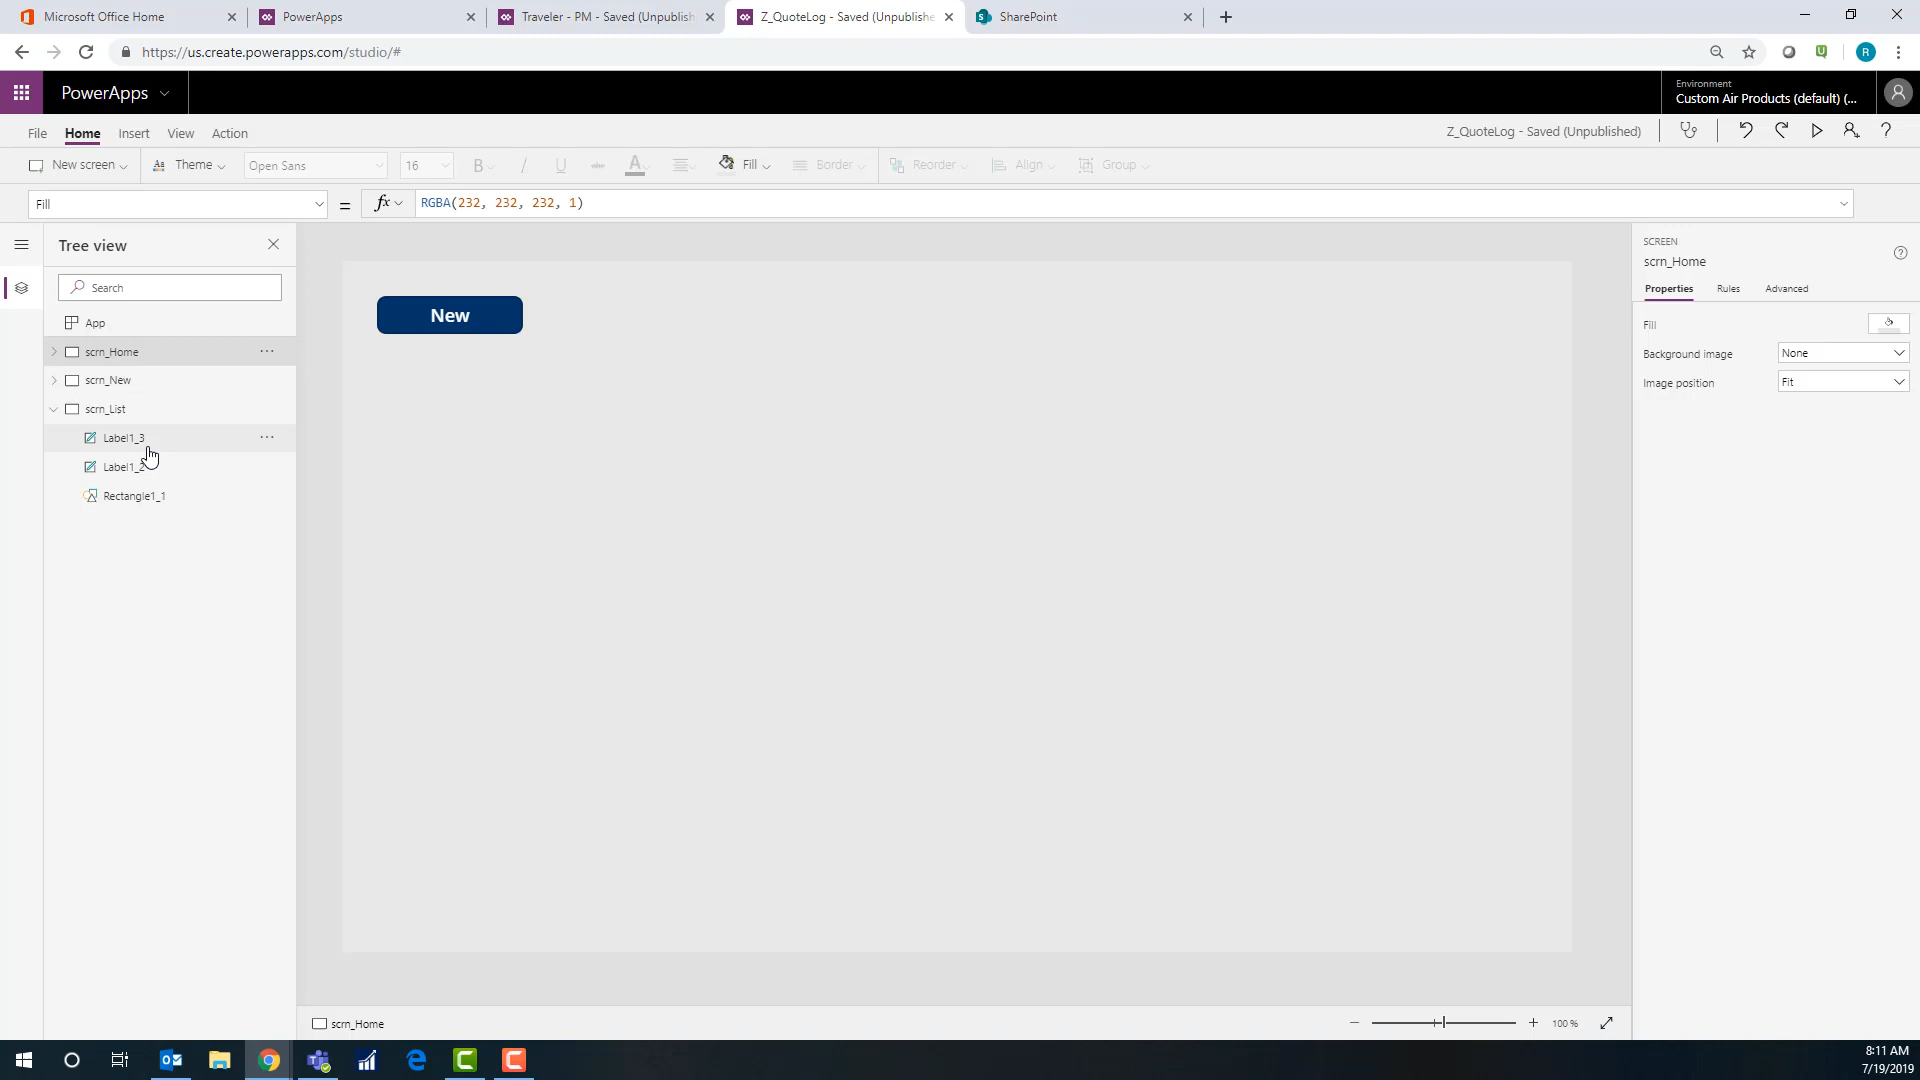 Microsoft Office Home
PowerApps
Traveler - PM - Saved (Unpublish
Z_QuoteLog - Saved (Unpublishe
SharePoint
https://us.create.powerapps.com/studio/#
R
PowerApps
Environment
Custom Air Products (default) (...
File
Home
Insert
View
Action
Z_QuoteLog - Saved (Unpublished)
New screen
Theme
Open Sans
16
B
Fill
Border
Reorder
Align
Group
Fill
=
fx
RGBA(232, 232, 232, 1)
Tree view
Search
App
scrn_Home
scrn_New
scrn_List
Label1_3
Label1_2
Rectangle1_1
New
SCREEN
scrn_Home
Properties
Rules
Advanced
Fill
Background image
None
Image position
Fit
scrn_Home
100 %
8:11 AM
7/19/2019